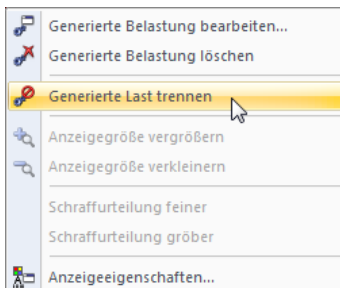 Generierte Belastung bearbeiten...
Generierte Belastung löschen
Generierte Last trennen
Anzeigegröße vergrößern
Anzeigegröße verkleinern
Schraffurteilung feiner
Schraffurteilung gröber
Anzeigeeigenschaften...